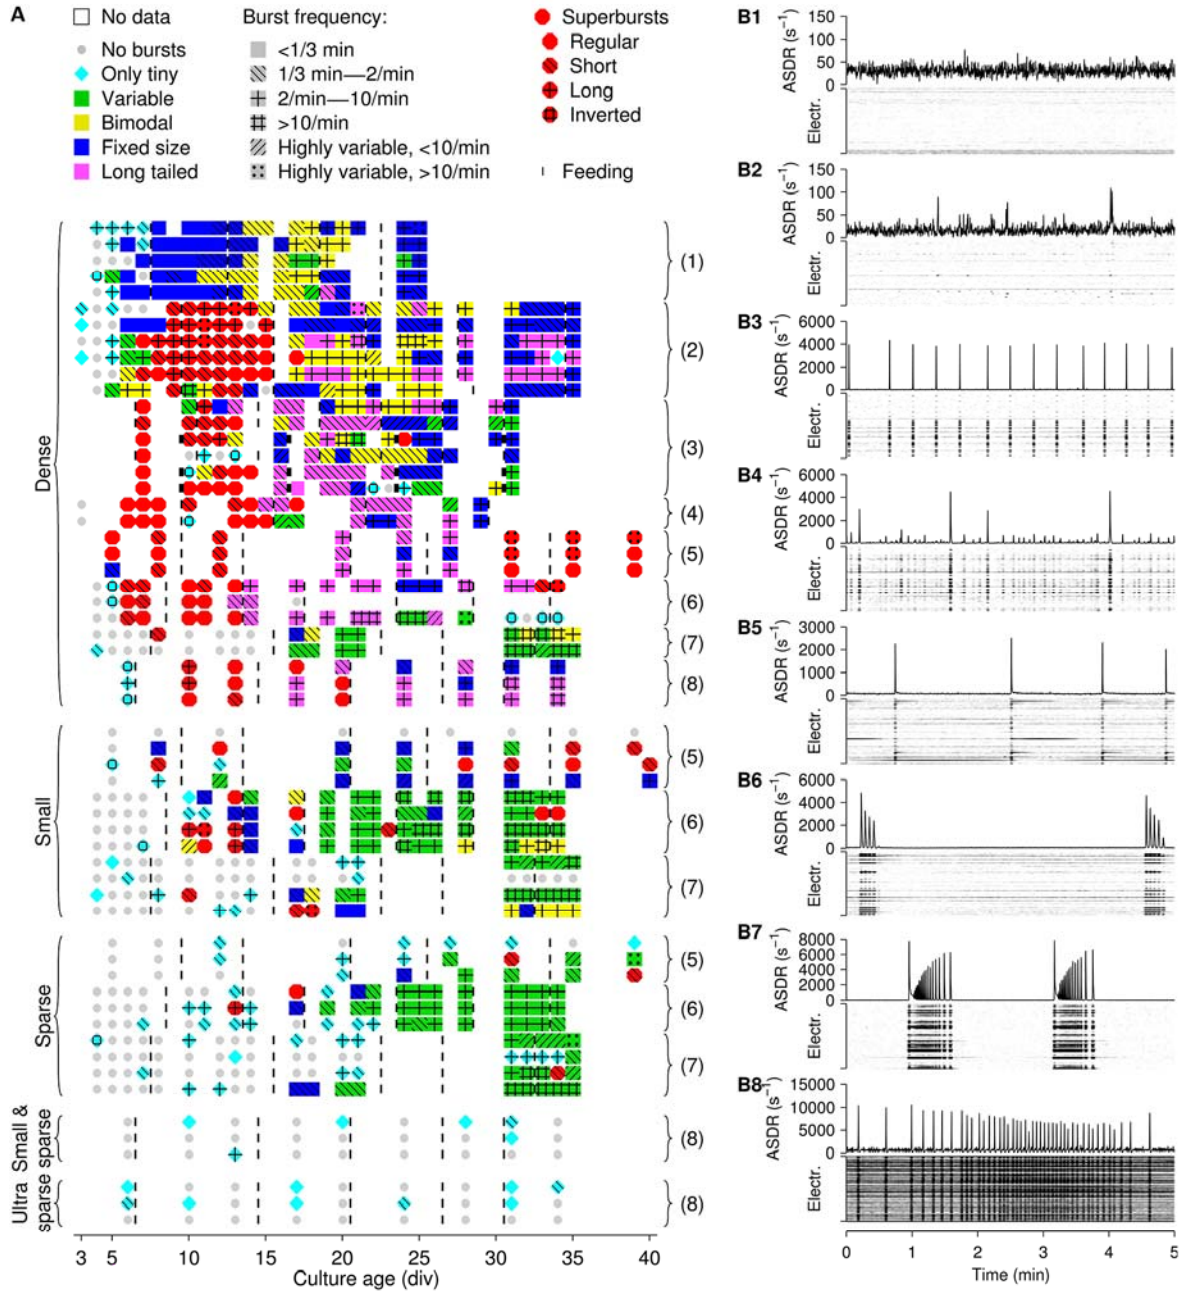 A
No data
No bursts
Only tiny
Variable
Bimodal
Fixed size
Long tailed
Burst frequency:
<1/3 min
1/3 min—2/min
2/min—10/min
>10/min
Highly variable, <10/min
Highly variable, >10/min
Superbursts
Regular
Short
Long
Inverted
Feeding
Dense
(1)
(2)
(3)
(4)
(5)
(6)
(7)
(8)
Small
(5)
(6)
(7)
Sparse
(5)
(6)
(7)
Small &
sparse
(8)
Ultra
sparse
(8)
3 5 10 15 20 25 30 35 40
Culture age (div)
B1
ASDR (s⁻¹)
150
100
50
0
Electr.
B2
ASDR (s⁻¹)
150
100
50
0
Electr.
B3
ASDR (s⁻¹)
6000
4000
2000
0
Electr.
B4
ASDR (s⁻¹)
6000
4000
2000
0
Electr.
B5
ASDR (s⁻¹)
3000
2000
1000
0
Electr.
B6
ASDR (s⁻¹)
6000
4000
2000
0
Electr.
B7
ASDR (s⁻¹)
8000
6000
4000
2000
0
Electr.
B8
ASDR (s⁻¹)
15000
10000
5000
0
Electr.
0 1 2 3 4 5
Time (min)